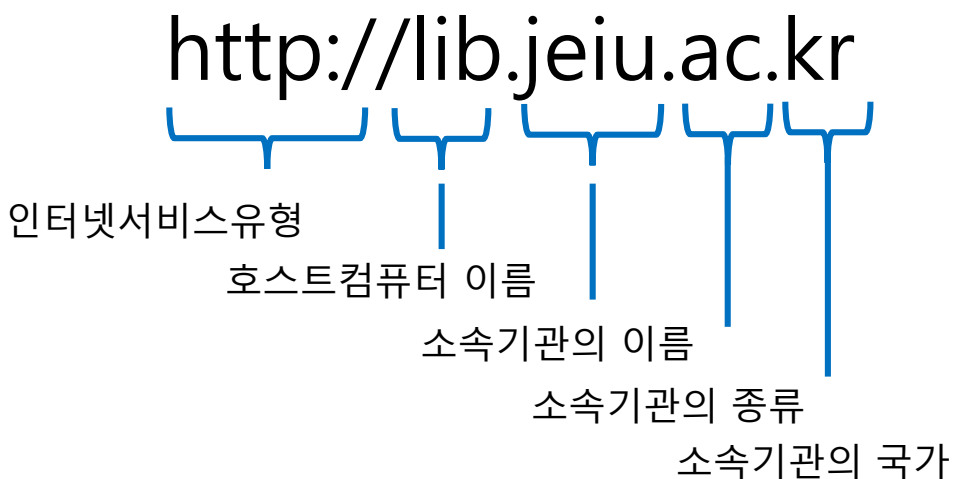 http://lib.jeiu.ac.kr
인터넷서비스유형
호스트컴퓨터 이름
소속기관의 이름
소속기관의 종류
소속기관의 국가